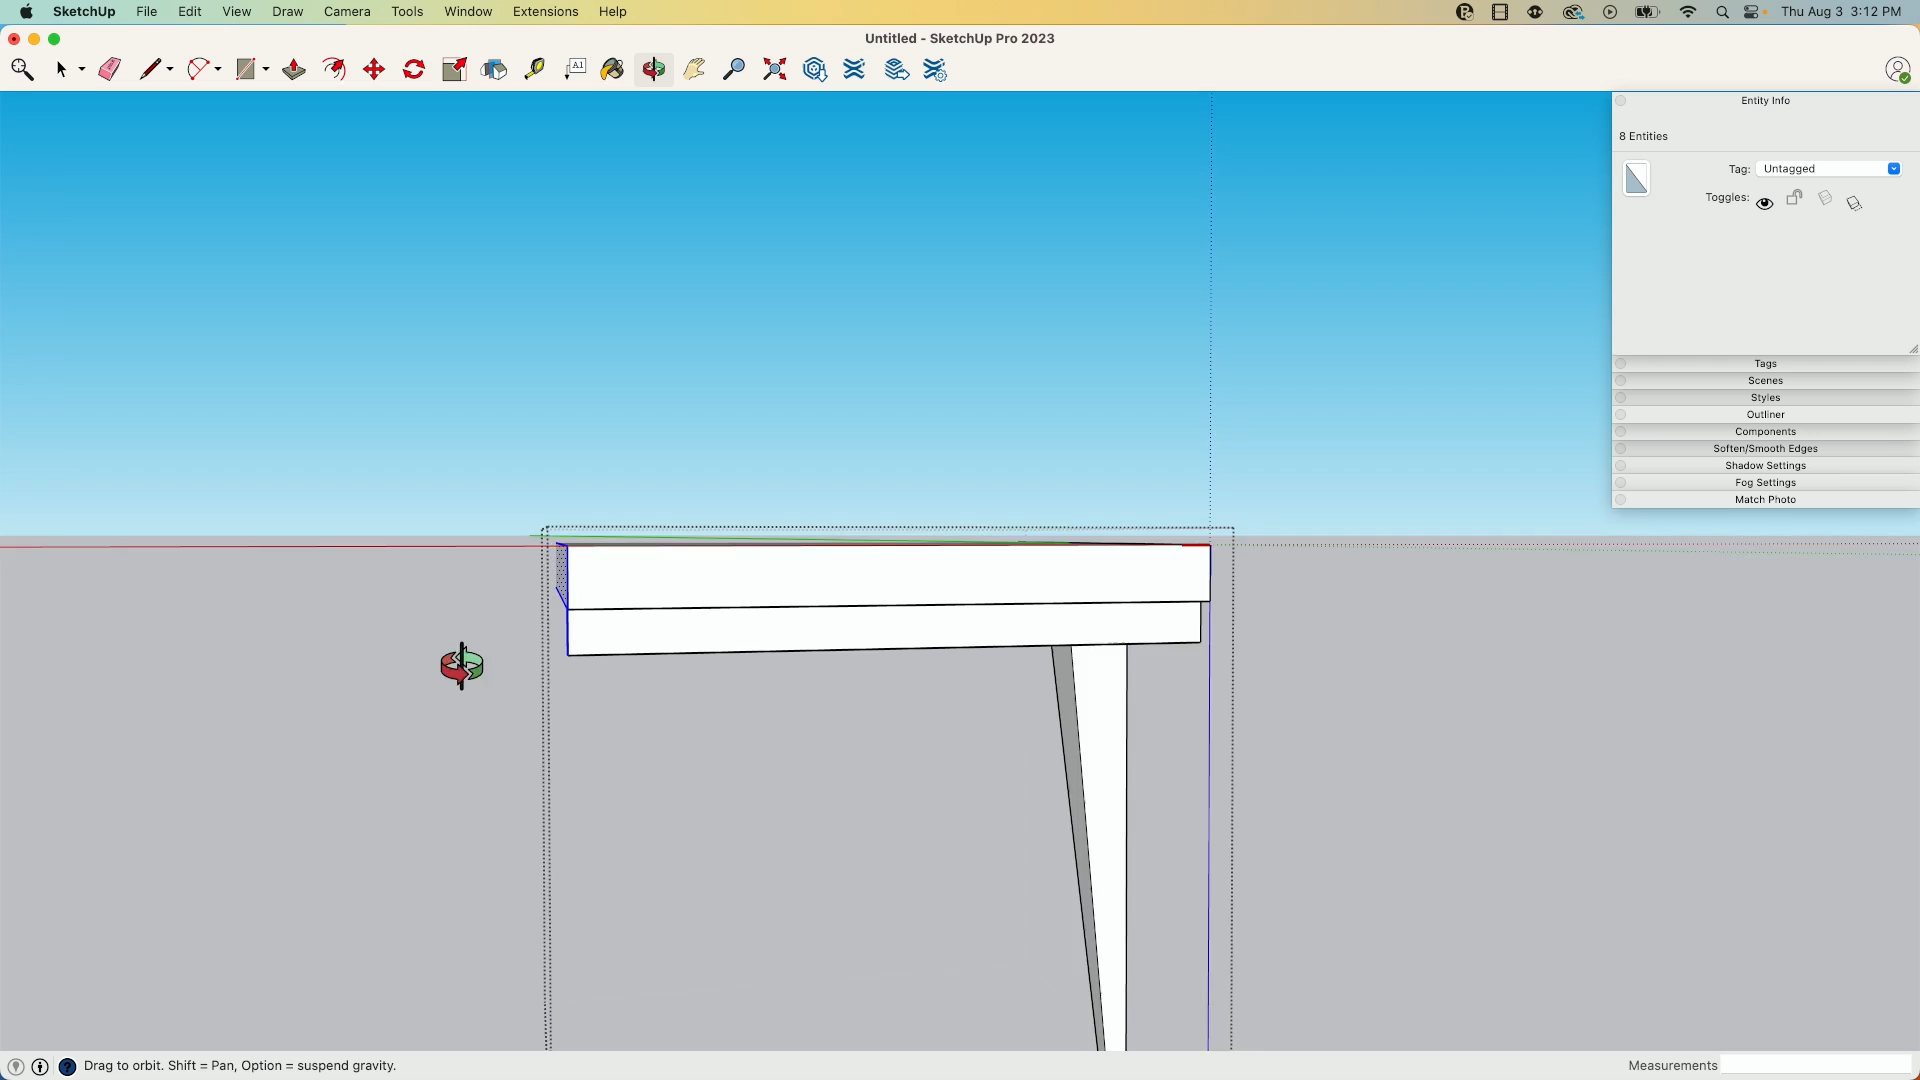 SketchUp File Edit View Draw Camera Tools Window Extensions Help Thu Aug 3 3:12 PM
Untitled - SketchUp Pro 2023
A1
Entity Info
8 Entities
Tag: Untagged
Toggles:
Tags
Scenes
Styles
Outliner
Components
Soften/Smooth Edges
Shadow Settings
Fog Settings
Match Photo
Drag to orbit. Shift = Pan, Option = suspend gravity. Measurements